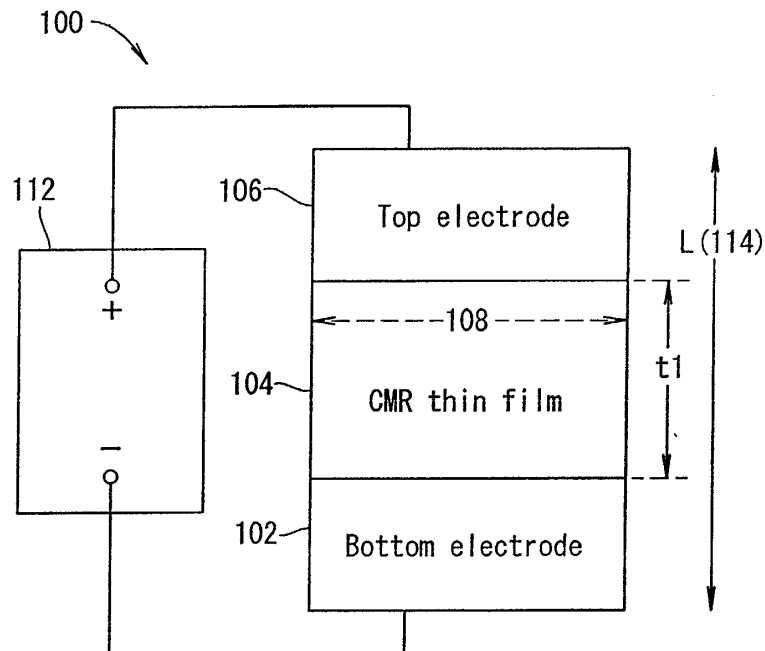 100
112
106
Top electrode
L(114)
+
108
t1
104
CMR thin film
−
102
Bottom electrode